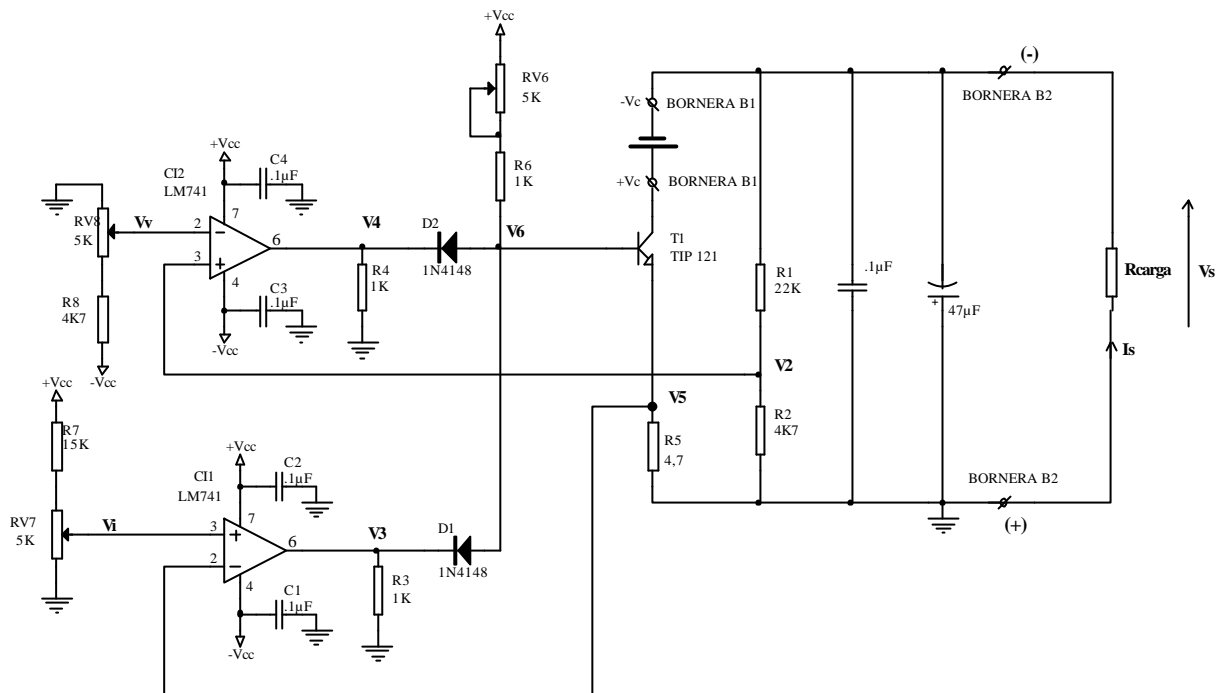 +Vcc
RV6
5K
R6
1K
(-)
BORNERA B2
-Vc
BORNERA B1
+Vc
BORNERA B1
+Vcc
CI2
LM741
C4
.1µF
7
RV8
5K
Vv
2
3
6
4
V4
D2
1N4148
V6
R4
1K
C3
.1µF
-Vcc
R8
4K7
-Vcc
T1
TIP 121
R1
22K
.1µF
47µF
+
Rcarga
Vs
Is
V2
V5
R5
4,7
R2
4K7
BORNERA B2
(+)
+Vcc
R7
15K
RV7
5K
Vi
+Vcc
CI1
LM741
C2
.1µF
7
3
2
6
4
V3
D1
1N4148
R3
1K
C1
.1µF
-Vcc